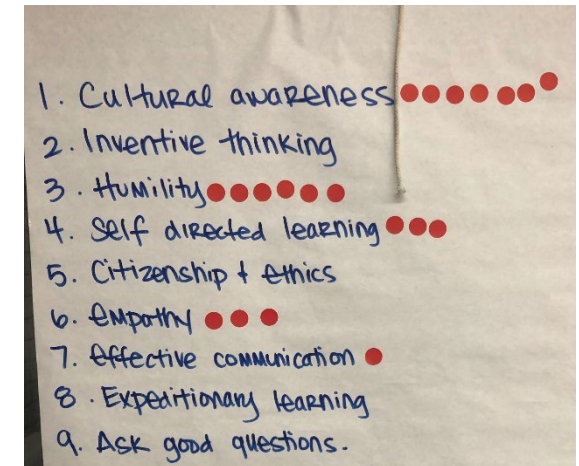 1. Cultural awareness
2. Inventive thinking
3. Humility
4. Self directed learning
5. Citizenship & ethics
6. empathy
7. effective communication
8. Expeditionary learning
9. Ask good questions.